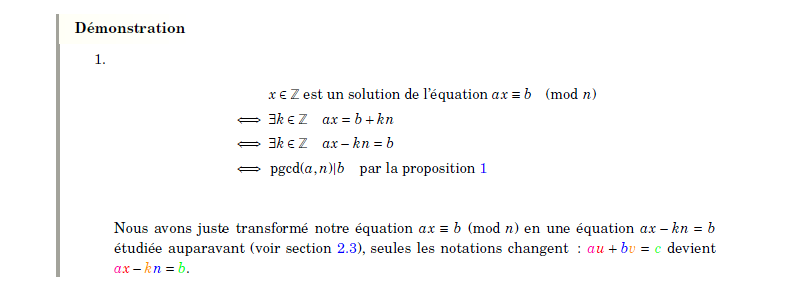 Démonstration
1.
x ∈ ℤ est un solution de l'équation ax ≡ b (mod n)
⟺ ∃k ∈ ℤ ax = b + kn
⟺ ∃k ∈ ℤ ax – kn = b
⟺ pgcd(a,n)|b par la proposition 1
Nous avons juste transformé notre équation ax ≡ b (mod n) en une équation ax – kn = b
étudiée auparavant (voir section 2.3), seules les notations changent : au + bv = c devient
ax – kn = b.